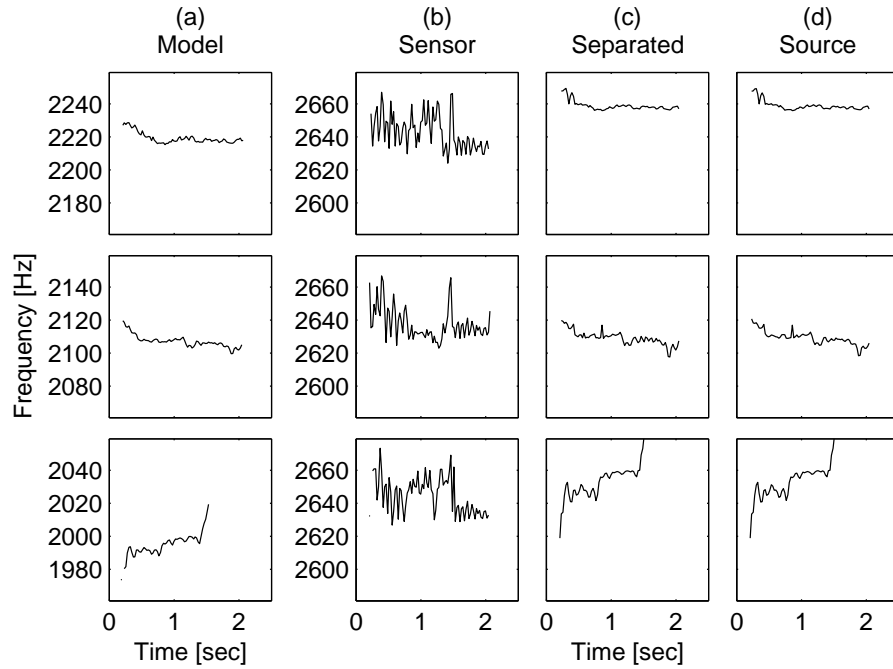 (a) (b) (c) (d)
Model Sensor Separated Source
2240 2660
2220 2640
2200 2620
2180 2600
2140 2660
2120 2640
2100 2620
2080 2600
Frequency [Hz]
2040 2660
2020 2640
2000 2620
1980 2600
0 1 2 0 1 2 0 1 2 0 1 2
Time [sec] Time [sec]